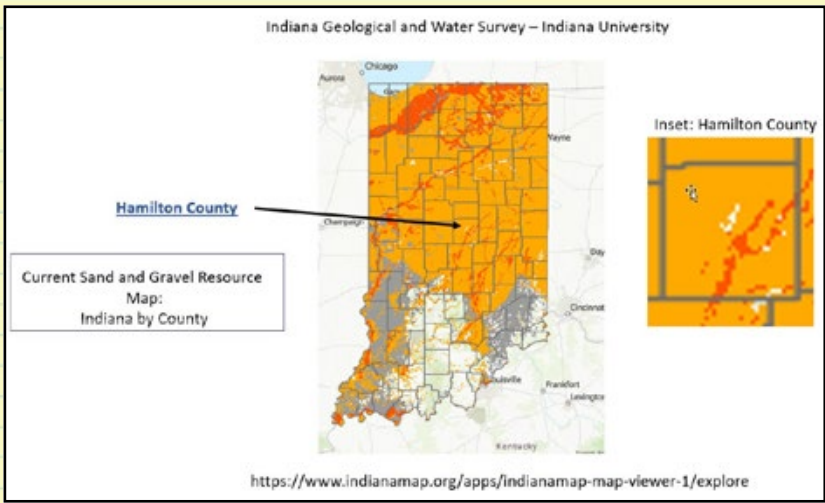 Indiana Geological and Water Survey – Indiana University
Chicago
Aurora
Wayne
Inset: Hamilton County
Hamilton County
Champaign
Current Sand and Gravel Resource
Map:
Indiana by County
Day
Cincinnat
Louisville
Frankfort
Lexington
Kentucky
https://www.indianamap.org/apps/indianamap-map-viewer-1/explore